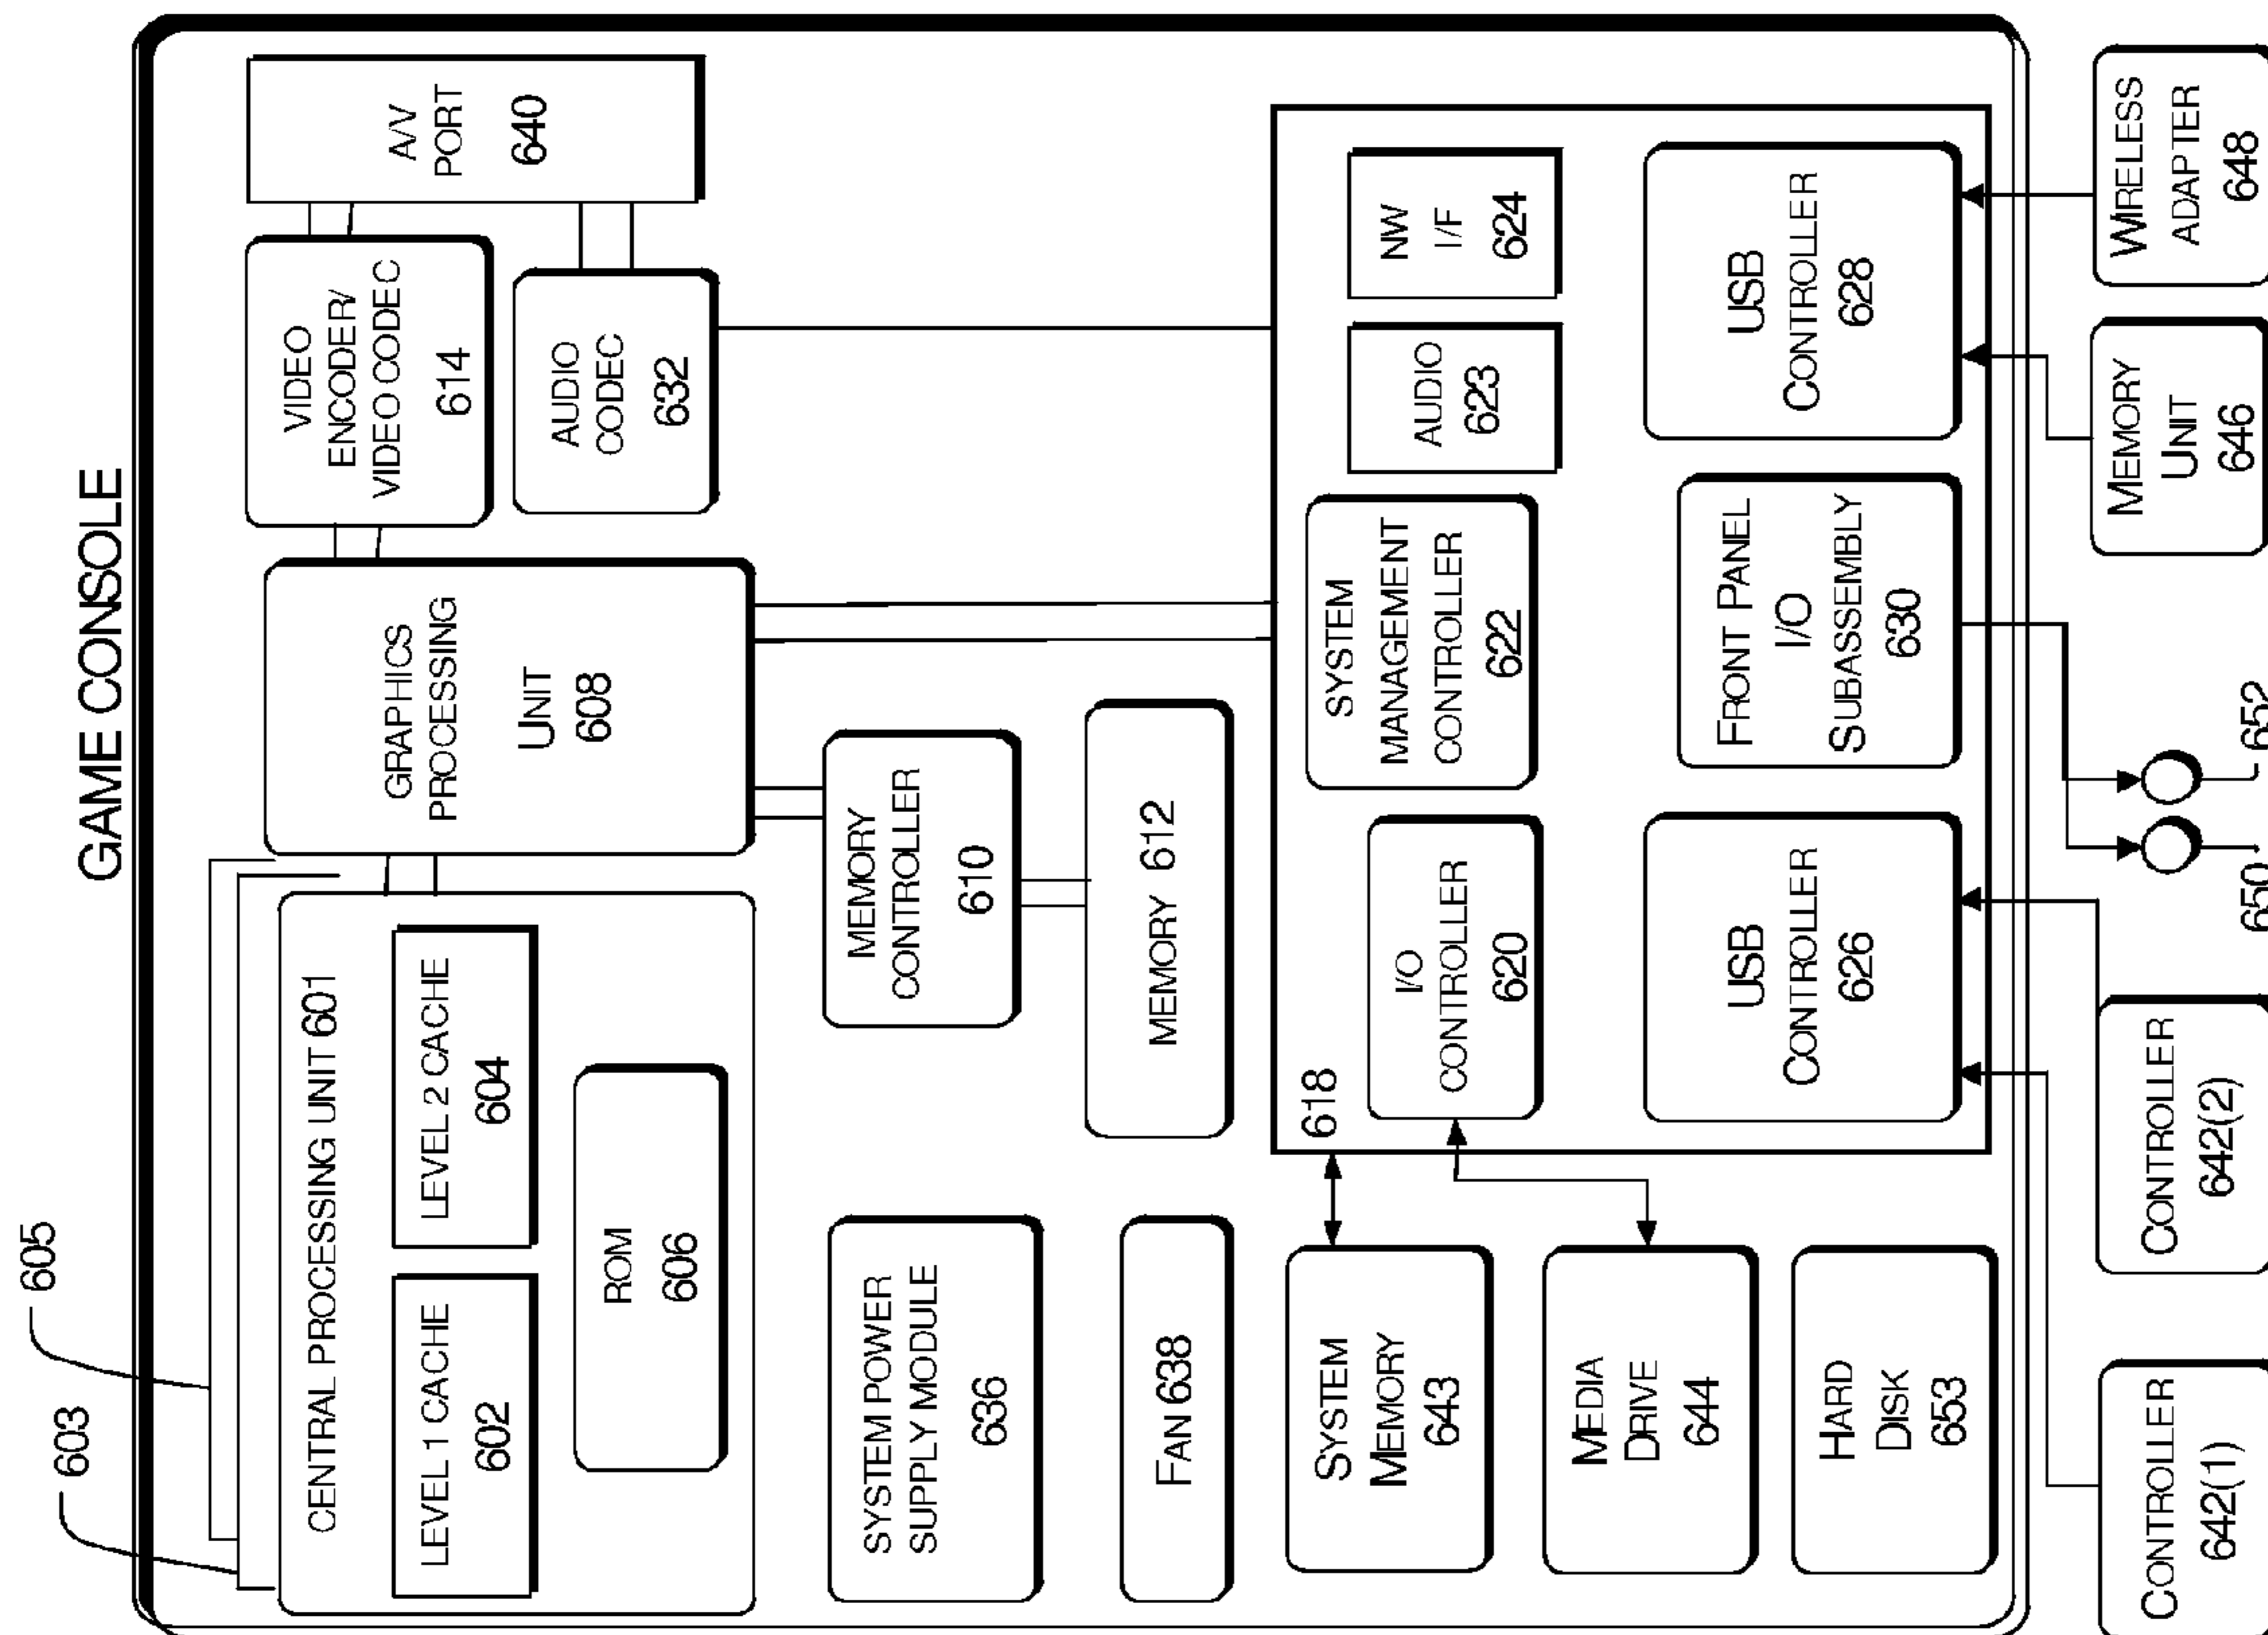 GAME CONSOLE
605
603
CENTRAL PROCESSING UNIT 601
LEVEL 1 CACHE
602
LEVEL 2 CACHE
604
ROM
606
GRAPHICS
PROCESSING
UNIT
608
VIDEO
ENCODER/
VIDEO CODEC
614
AUDIO
CODEC
632
A/V
PORT
640
SYSTEM POWER
SUPPLY MODULE
636
MEMORY
CONTROLLER
610
FAN 638
MEMORY 612
618
SYSTEM
MEMORY
643
MEDIA
DRIVE
644
HARD
DISK
653
I/O
CONTROLLER
620
SYSTEM
MANAGEMENT
CONTROLLER
622
AUDIO
623
NW
I/F
624
USB
CONTROLLER
626
FRONT PANEL
I/O
SUBASSEMBLY
630
USB
CONTROLLER
628
CONTROLLER
642(1)
CONTROLLER
642(2)
650
652
MEMORY
UNIT
646
WIRELESS
ADAPTER
648